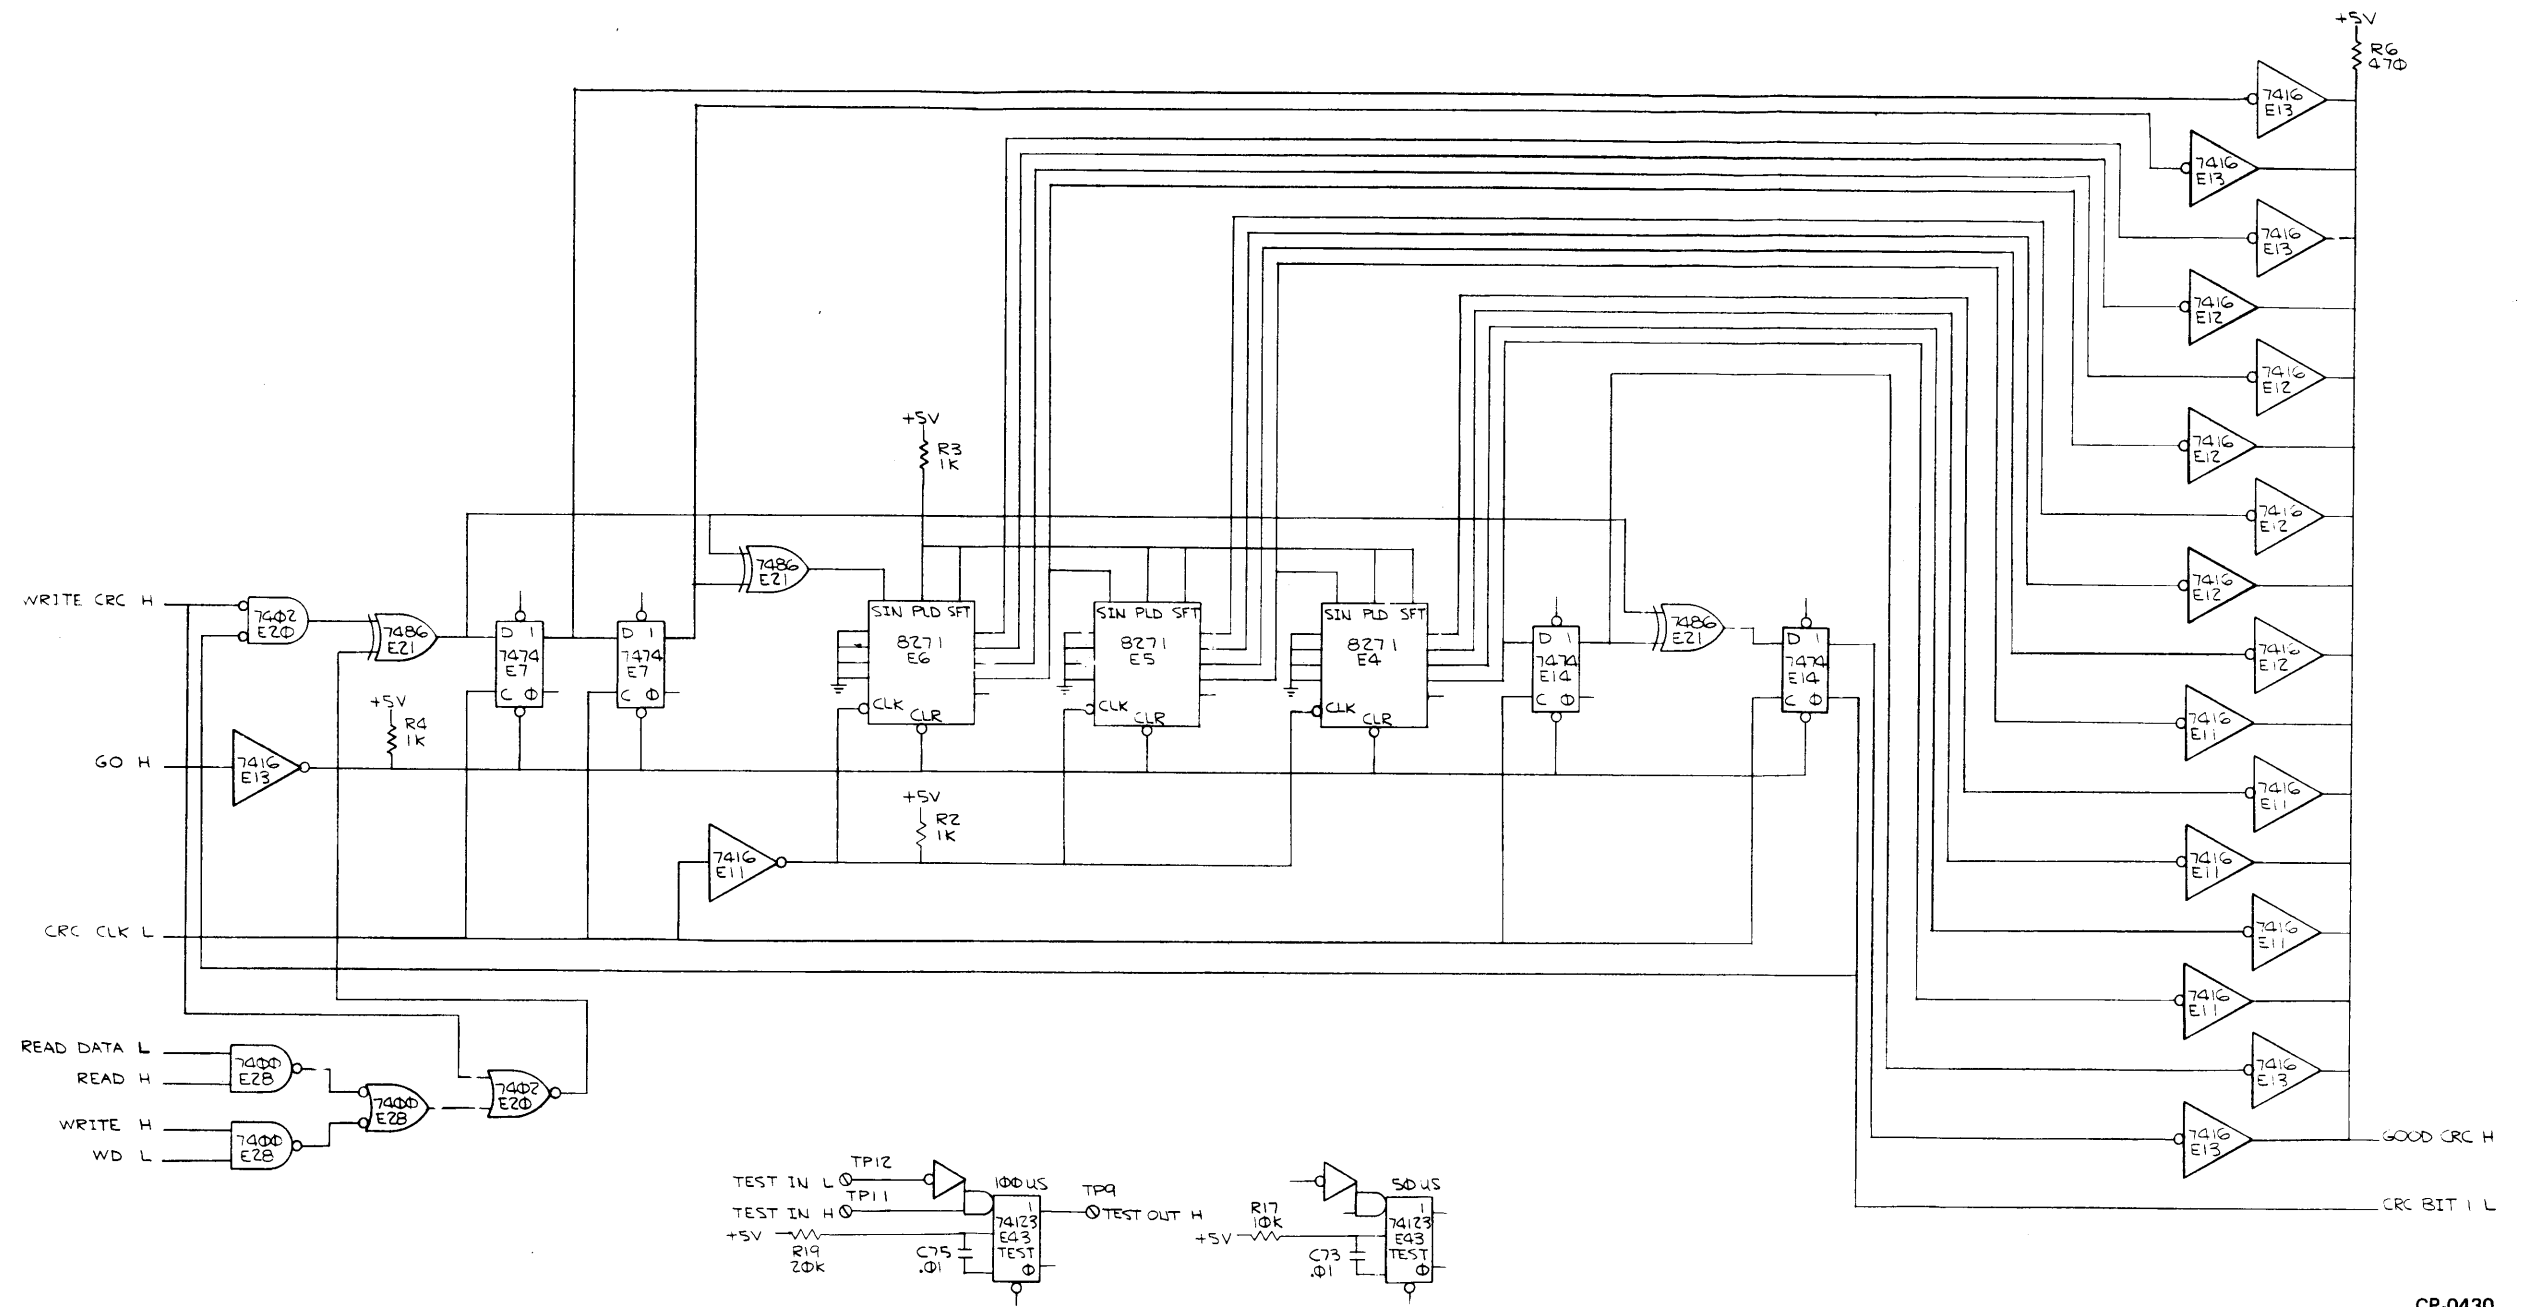 +5V
R6
47Φ
7416
E13
7416
E13
7416
E13
7416
E12
7416
E12
7416
E12
7416
E12
7416
E12
7416
E12
7416
E11
7416
E11
7416
E11
7416
E11
7416
E11
7416
E13
7416
E13
GOOD CRC H
CRC BIT 1 L
+5V
R3
1K
7486
E21
WRITE CRC H
74Φ2
E2Φ
7486
E21
D 1
7474
E7
C Φ
D 1
7474
E7
C Φ
SIN PLD SFT
8271
E6
CLK
CLR
SIN PLD SFT
8271
E5
CLK
CLR
SIN PLD SFT
8271
E4
CLK
CLR
D 1
7474
E14
C Φ
7486
E21
D 1
7474
E14
C Φ
+5V
R4
1K
GO H
7416
E13
+5V
R2
1K
7416
E11
CRC CLK L
READ DATA L
READ H
74ΦΦ
E28
WRITE H
WD L
74ΦΦ
E28
74ΦΦ
E28
74Φ2
E2Φ
TEST IN L
TP12
TEST IN H
TP11
+5V
R19
2ΦK
C75
.Φ1
1ΦΦ US
1
74123
E43
TEST
Φ
TP9
TEST OUT H
+5V
R17
1ΦK
C73
.Φ1
5Φ US
1
74123
E43
TEST
Φ
CP-0430